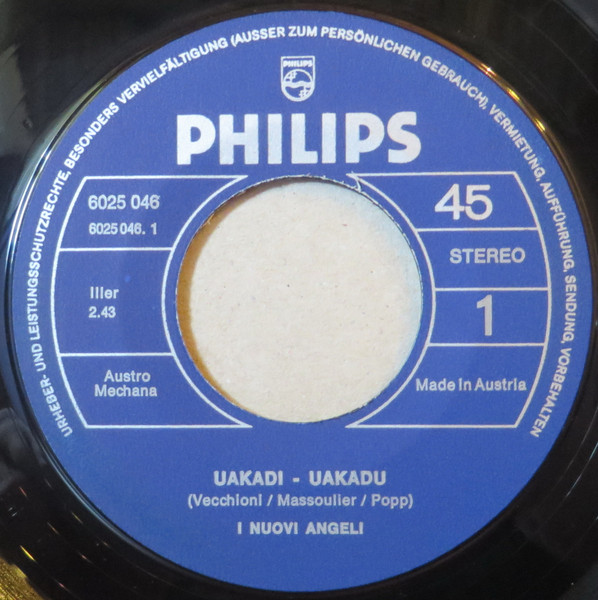 URHEBER- UND LEISTUNGSSCHUTZRECHTE, BESONDERS VERVIELFÄLTIGUNG (AUSSER ZUM PERSÖNLICHEN GEBRAUCH), VERMIETUNG, AUFFÜHRUNG, SENDUNG, VORBEHALTEN
PHILIPS
PHILIPS
6025 046
6025 046. 1
45
STEREO
IIIer
2.43
1
Austro
Mechana
Made in Austria
UAKADI - UAKADU
(Vecchioni / Massoulier / Popp)
I NUOVI ANGELI